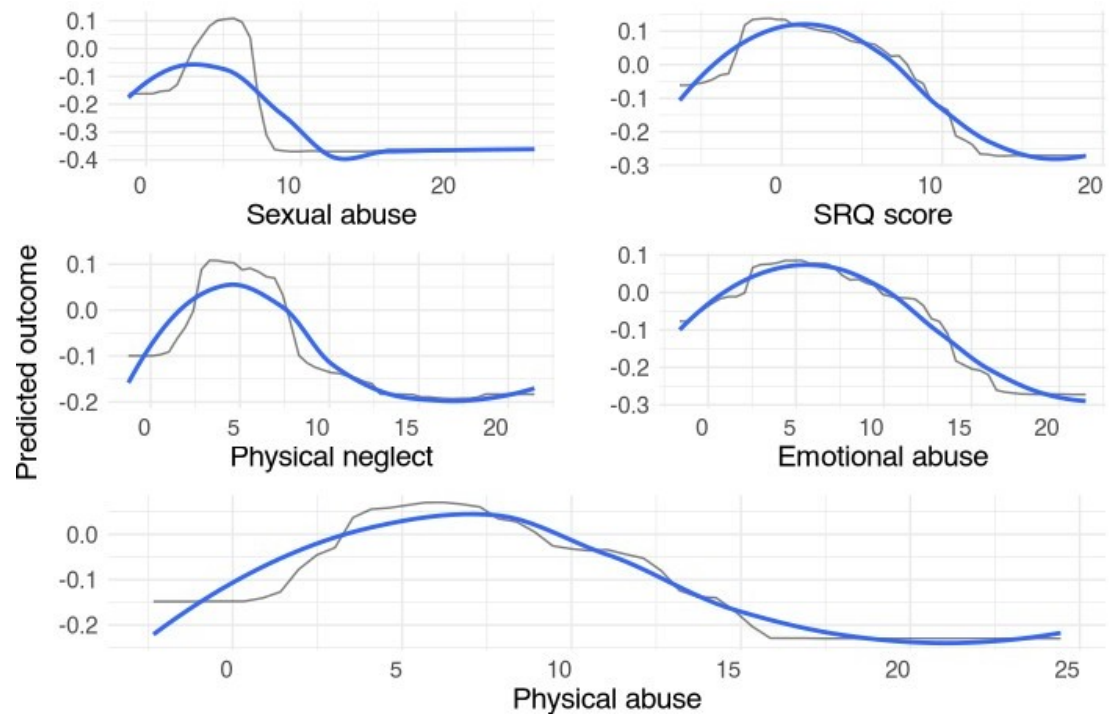 Predicted outcome
0.1
0.0
-0.1
-0.2
-0.3
-0.4
0 10 20
Sexual abuse
0.1
0.0
-0.1
-0.2
-0.3
0 10 20
SRQ score
0.1
0.0
-0.1
-0.2
0 5 10 15 20
Physical neglect
0.1
0.0
-0.1
-0.2
-0.3
0 5 10 15 20
Emotional abuse
0.0
-0.1
-0.2
0 5 10 15 20 25
Physical abuse